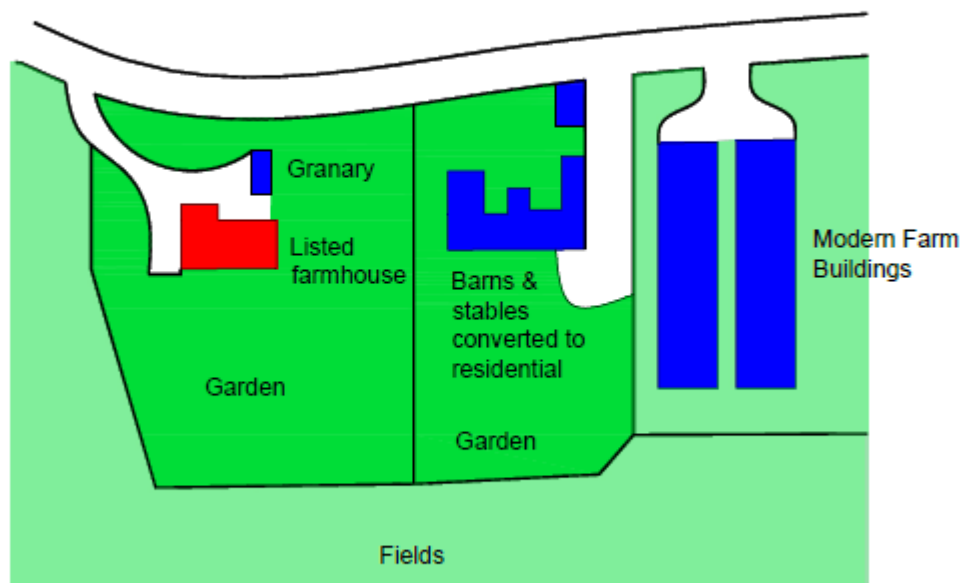 Granary
Listed
farmhouse
Barns &
stables
converted to
residential
Modern Farm
Buildings
Garden
Garden
Fields